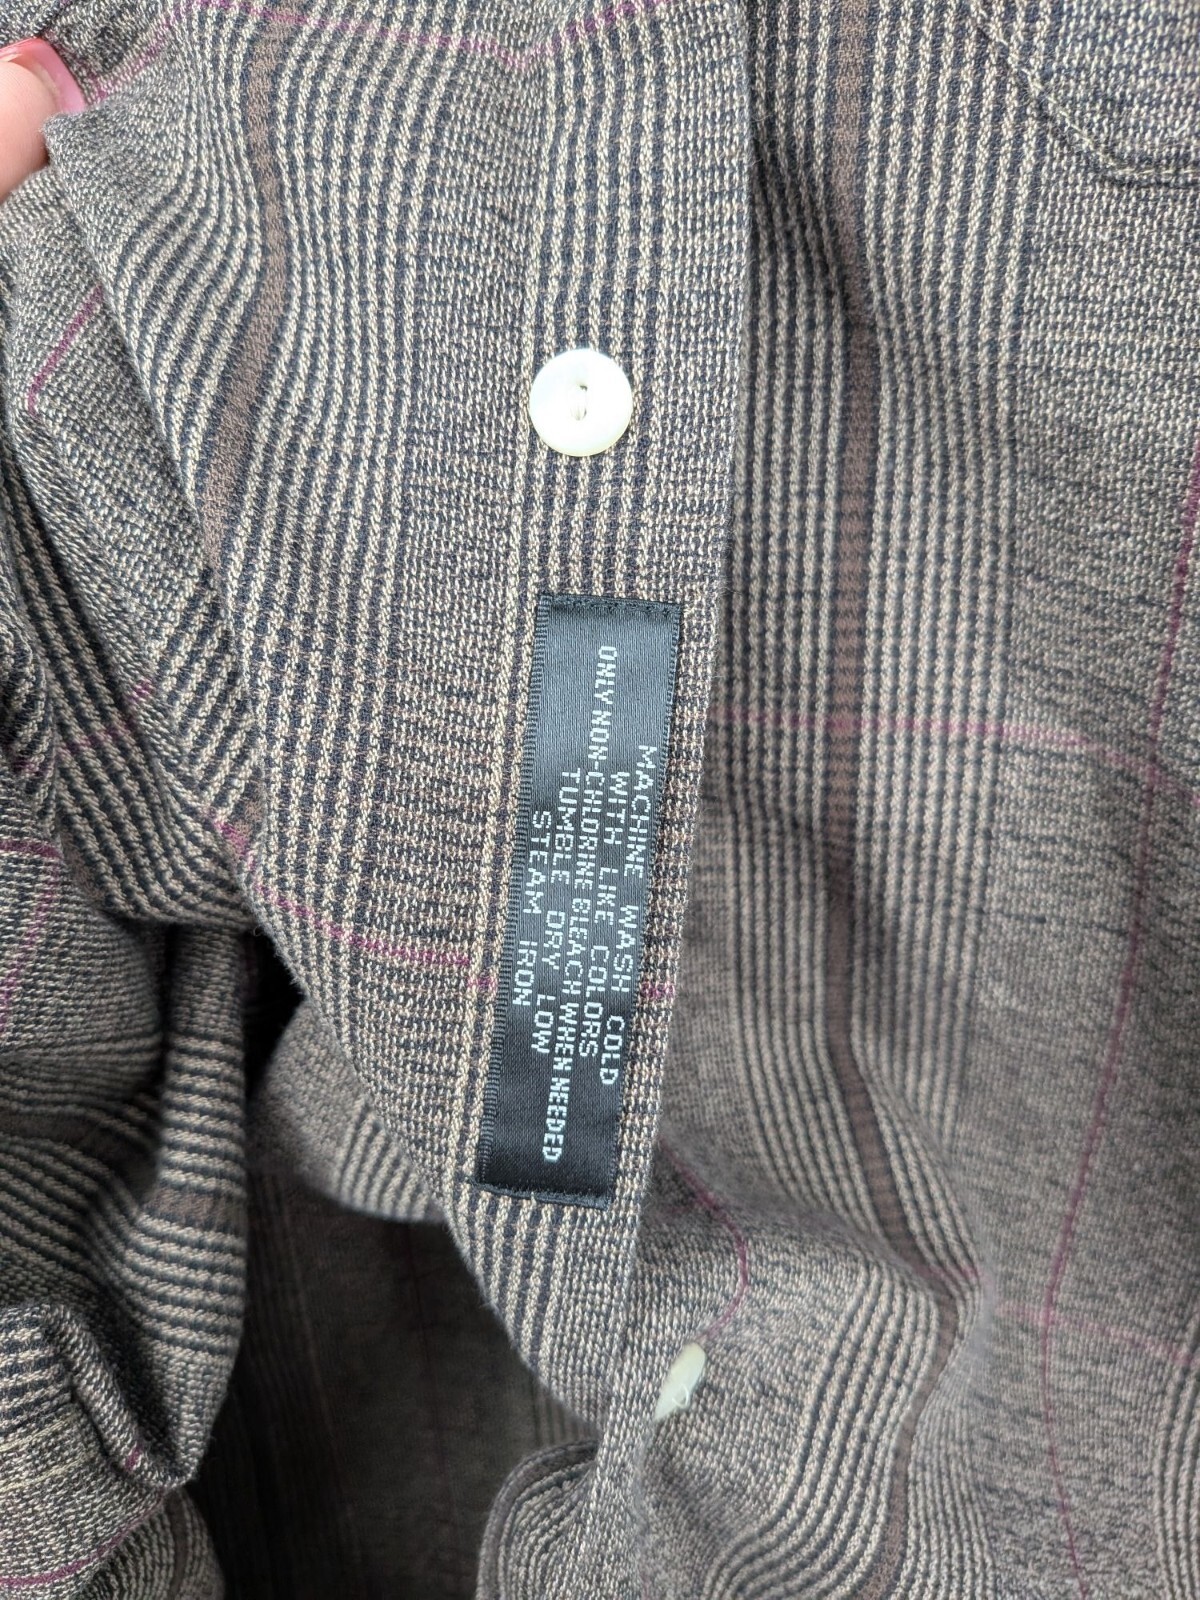 MACHINE WASH COLD
WITH LIKE COLORS
ONLY NON-CHLORINE BLEACH WHEN NEEDED
TUMBLE DRY LOW
STEAM IRON